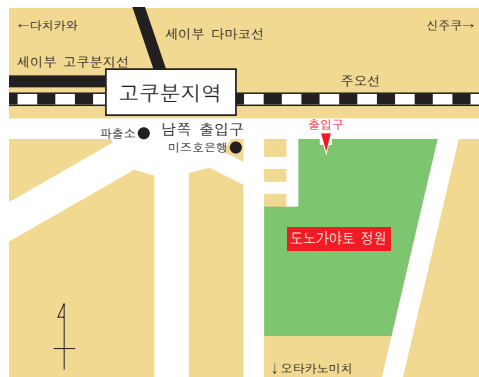 ←다치카와
세이부 다마코선
신주쿠→
세이부 고쿠분지선
주오선
고쿠분지역
출입구
파출소
남쪽 출입구
미즈호은행
도노가야토 정원
↓오타카노미치